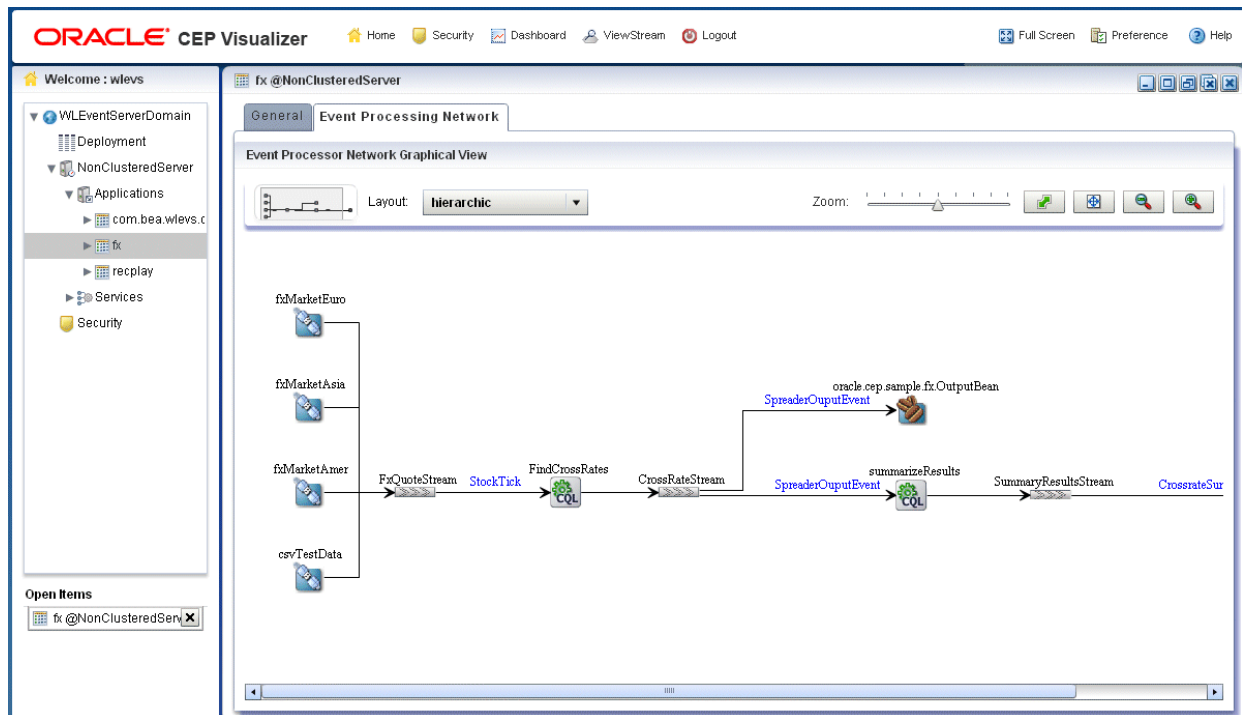 ORACLE CEP Visualizer
Home
Security
Dashboard
ViewStream
Logout
Full Screen
Preference
Help
Welcome : wlevs
WLEventServerDomain
Deployment
NonClusteredServer
Applications
com.bea.wlevs.c
fx
recplay
Services
Security
Open Items
fx @NonClusteredServ
fx @NonClusteredServer
General
Event Processing Network
Event Processor Network Graphical View
Layout:
hierarchic
Zoom:
fxMarketEuro
fxMarketAsia
oracle.cep.sample.fx.OutputBean
SpreaderOuputEvent
fxMarketAmer
FxQuoteStream
StockTick
FindCrossRates
CQL
CrossRateStream
SpreaderOuputEvent
summarizeResults
CQL
SummaryResultsStream
CrossrateSur
csvTestData